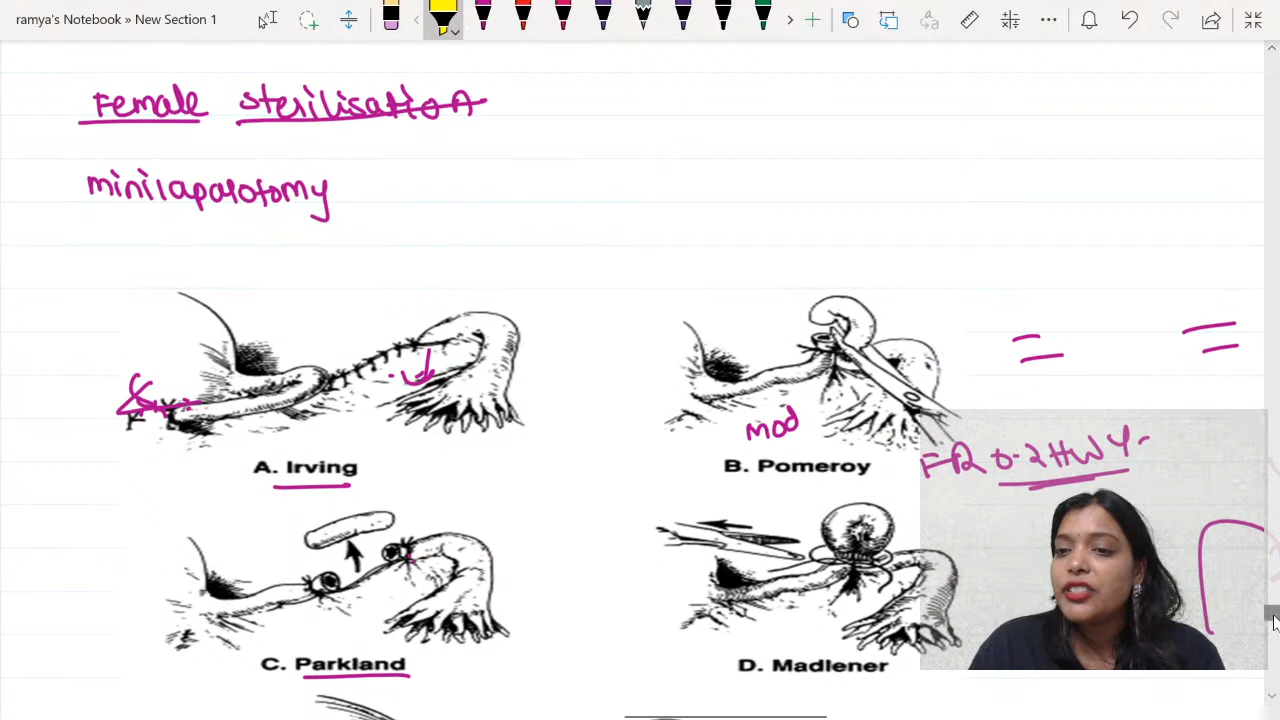 ramya's Notebook » New Section 1
Female sterilisation
minilaparotomy
mod
A. Irving
B. Pomeroy
FR 0.2HWY
C. Parkland
D. Madlener